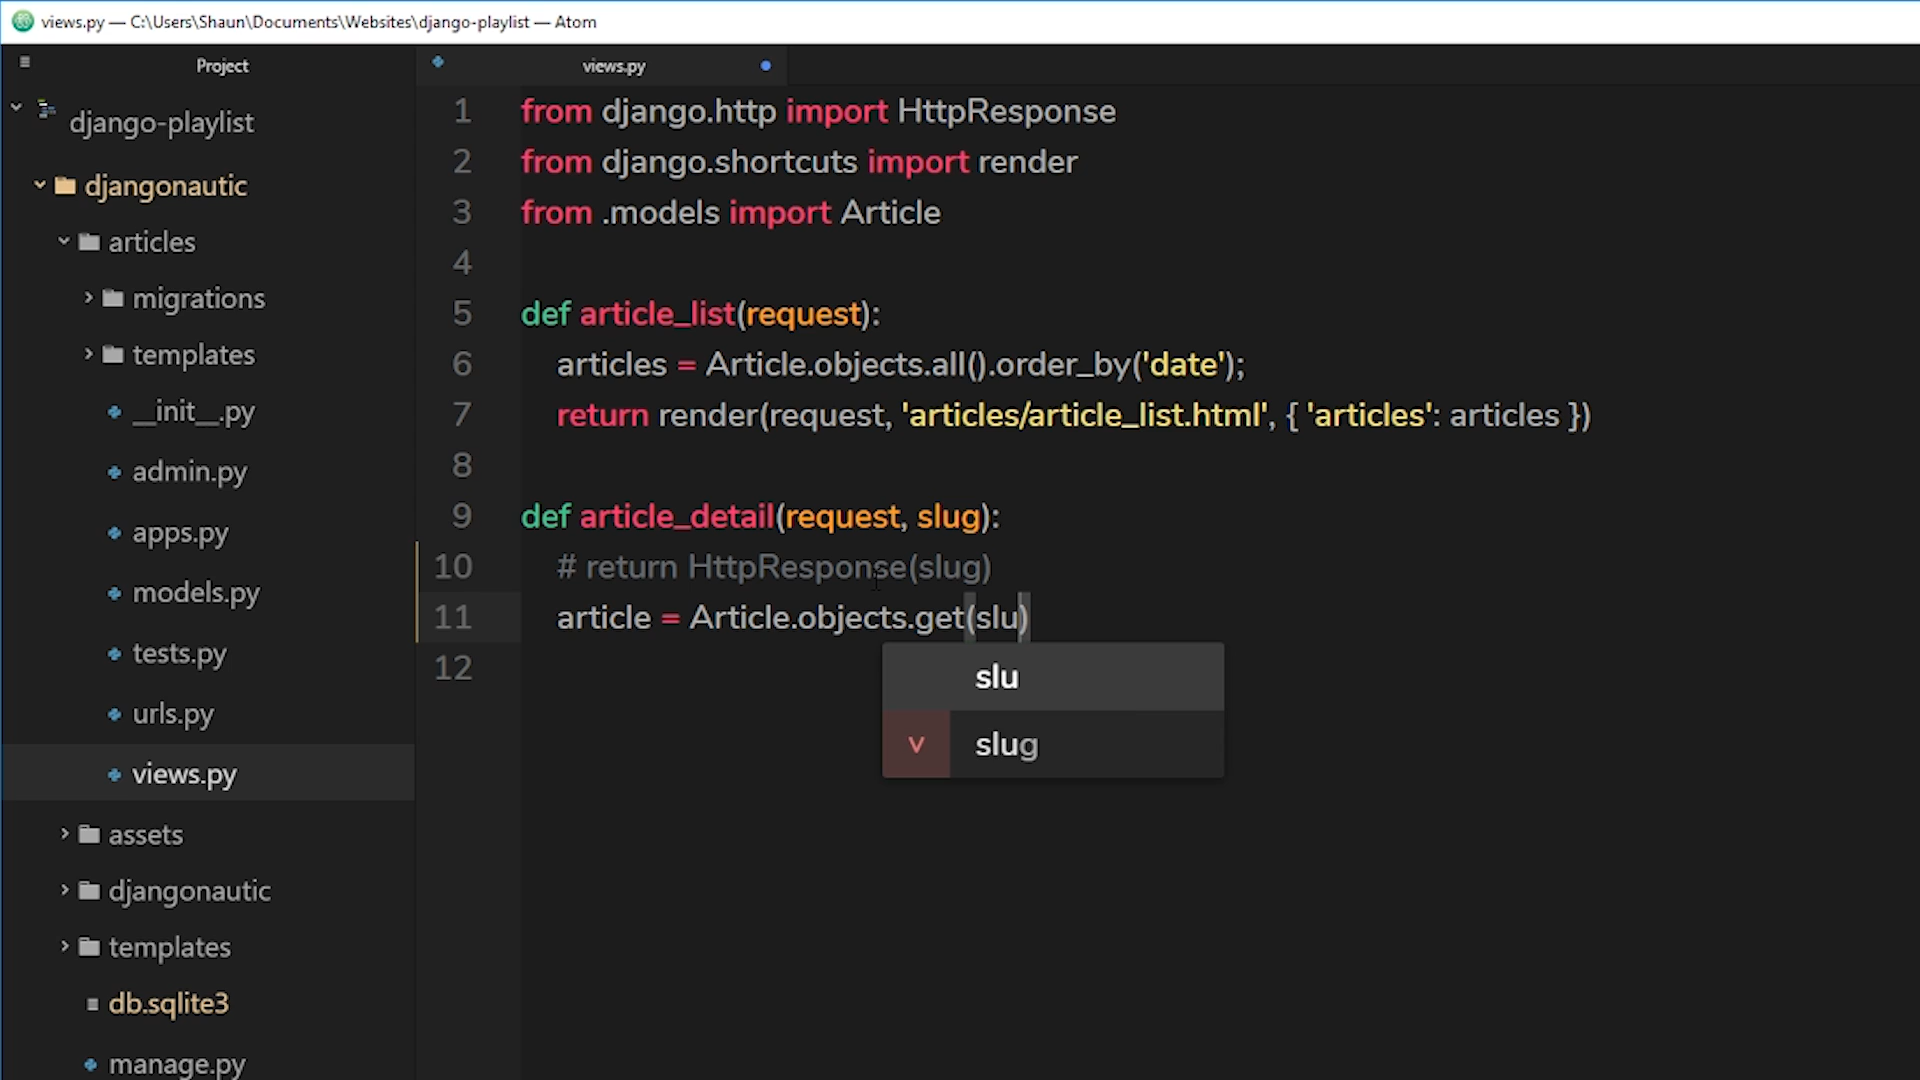 views.py — C:\Users\Shaun\Documents\Websites\django-playlist — Atom
Project
django-playlist
djangonautic
articles
migrations
templates
__init__.py
admin.py
apps.py
models.py
tests.py
urls.py
views.py
assets
djangonautic
templates
db.sqlite3
manage.py
views.py
1 from django.http import HttpResponse
2 from django.shortcuts import render
3 from .models import Article
4
5 def article_list(request):
6 articles = Article.objects.all().order_by('date');
7 return render(request, 'articles/article_list.html', { 'articles': articles })
8
9 def article_detail(request, slug):
10 # return HttpResponse(slug)
11 article = Article.objects.get(slu)
12
slu
v slug